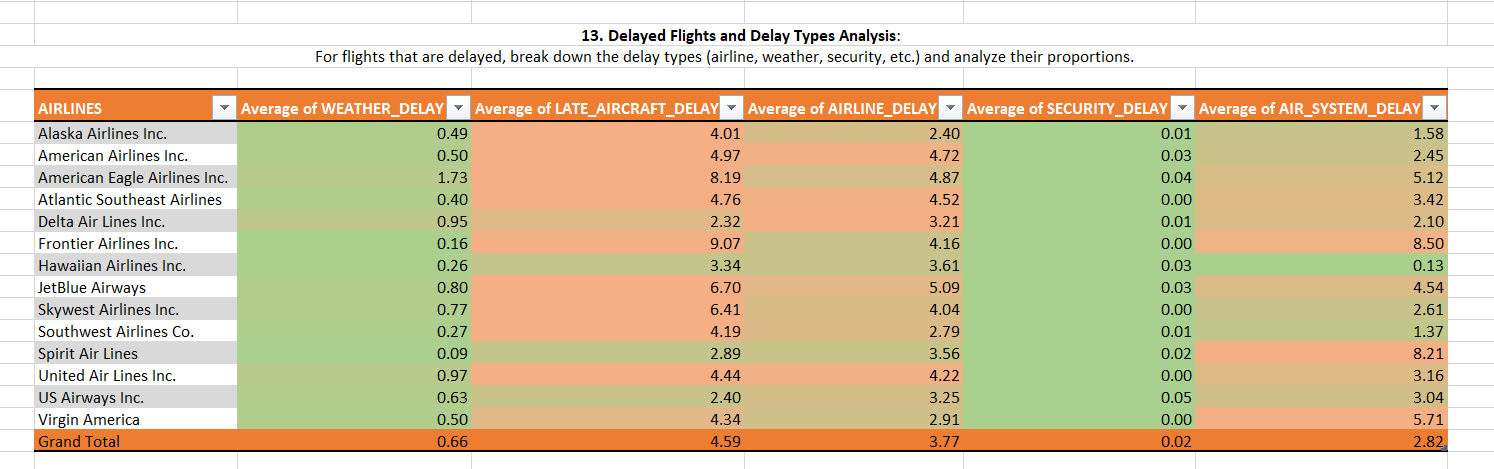 13. Delayed Flights and Delay Types Analysis:
For flights that are delayed, break down the delay types (airline, weather, security, etc.) and analyze their proportions.
AIRLINES Average of WEATHER_DELAY Average of LATE_AIRCRAFT_DELAY Average of AIRLINE_DELAY Average of SECURITY_DELAY Average of AIR_SYSTEM_DELAY
Alaska Airlines Inc. 0.49 4.01 2.40 0.01 1.58
American Airlines Inc. 0.50 4.97 4.72 0.03 2.45
American Eagle Airlines Inc. 1.73 8.19 4.87 0.04 5.12
Atlantic Southeast Airlines 0.40 4.76 4.52 0.00 3.42
Delta Air Lines Inc. 0.95 2.32 3.21 0.01 2.10
Frontier Airlines Inc. 0.16 9.07 4.16 0.00 8.50
Hawaiian Airlines Inc. 0.26 3.34 3.61 0.03 0.13
JetBlue Airways 0.80 6.70 5.09 0.03 4.54
Skywest Airlines Inc. 0.77 6.41 4.04 0.00 2.61
Southwest Airlines Co. 0.27 4.19 2.79 0.01 1.37
Spirit Air Lines 0.09 2.89 3.56 0.02 8.21
United Air Lines Inc. 0.97 4.44 4.22 0.00 3.16
US Airways Inc. 0.63 2.40 3.25 0.05 3.04
Virgin America 0.50 4.34 2.91 0.00 5.71
Grand Total 0.66 4.59 3.77 0.02 2.82